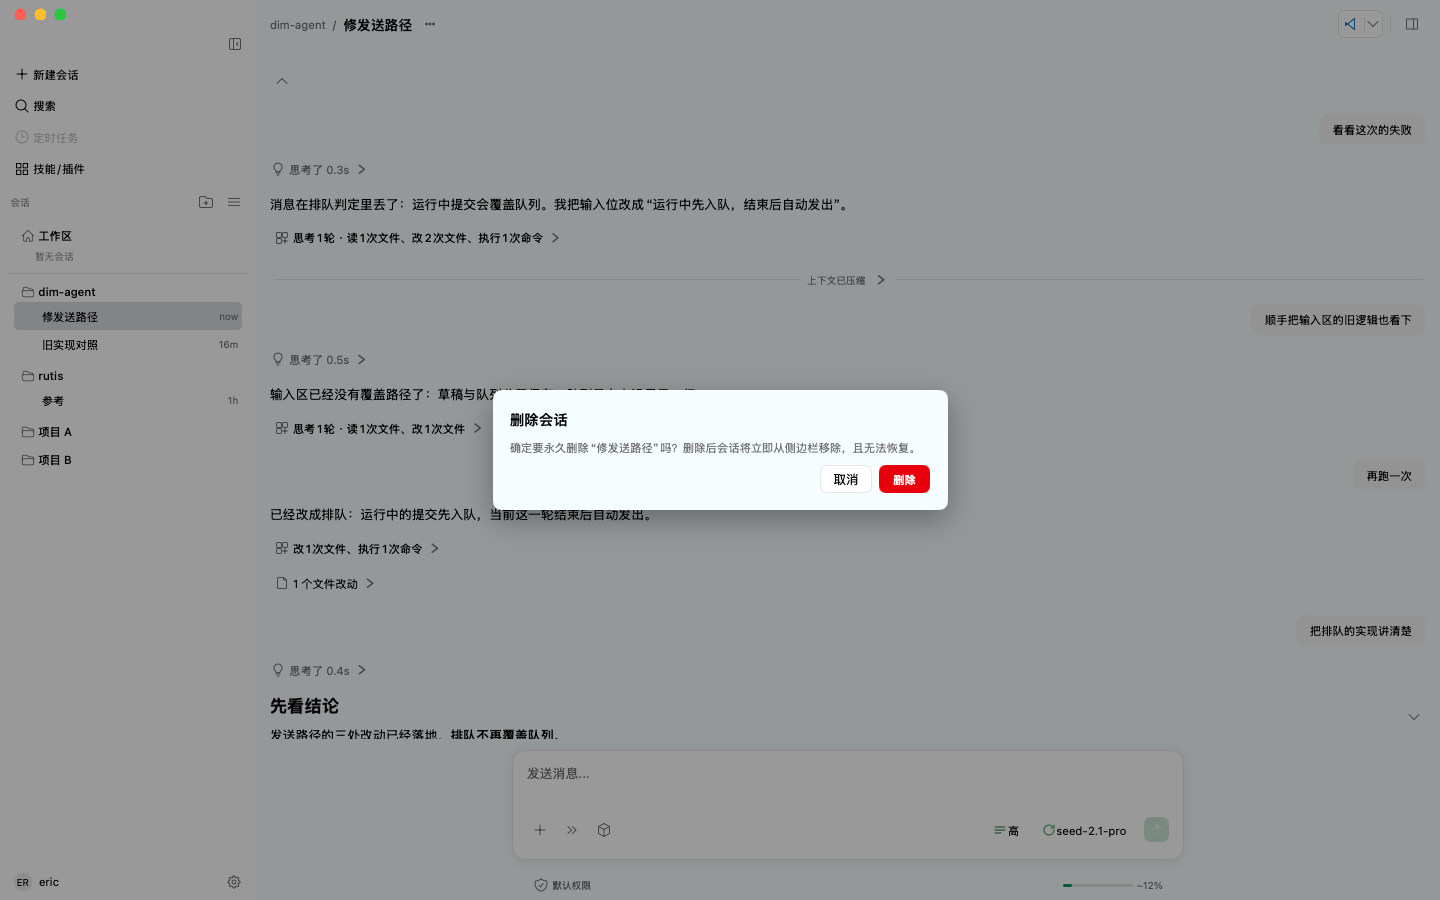 dim-agent / 修发送路径 ···
新建会话
搜索
定时任务
技能/插件
会话
工作区
暂无会话
dim-agent
修发送路径 now
旧实现对照 16m
rutis
参考 1h
项目 A
项目 B
ER eric
看看这次的失败
思考了 0.3s
消息在排队判定里丢了：运行中提交会覆盖队列。我把输入位改成“运行中先入队，结束后自动发出”。
思考1轮 · 读1次文件、改2次文件、执行1次命令
上下文已压缩
顺手把输入区的旧逻辑也看下
思考了 0.5s
输入区已经没有覆盖路径了：草稿与队列
思考1轮 · 读1次文件、改1次文件
删除会话
确定要永久删除“修发送路径”吗？删除后会话将立即从侧边栏移除，且无法恢复。
取消 删除
再跑一次
已经改成排队：运行中的提交先入队，当前这一轮结束后自动发出。
改1次文件、执行1次命令
1 个文件改动
把排队的实现讲清楚
思考了 0.4s
先看结论
发送路径的三处改动已经落地，排队不再覆盖队列。
发送消息...
高 seed-2.1-pro
默认权限 ~12%